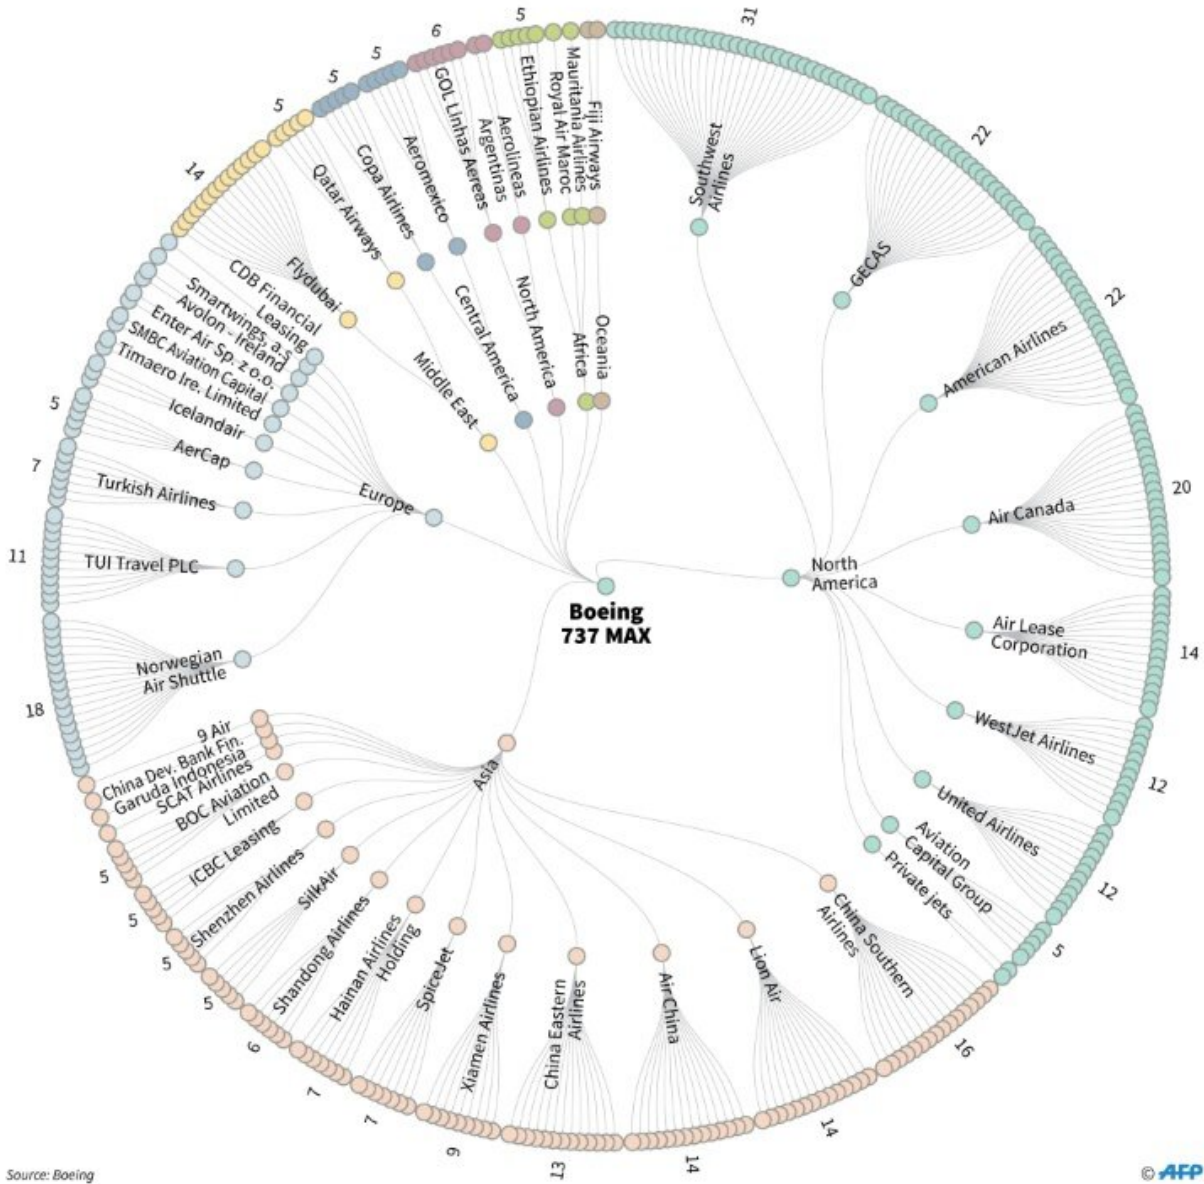 5
31
6
5
5
5
14
22
22
20
14
12
12
5
16
14
14
13
9
7
7
6
5
5
5
5
18
11
7
5
Southwest
Airlines
GECAS
American Airlines
Air Canada
Air Lease
Corporation
WestJet Airlines
United Airlines
Aviation
Capital Group
Private jets
North
America
China Southern
Airlines
Lion Air
Air China
China Eastern
Airlines
Xiamen Airlines
SpiceJet
Hainan Airlines
Holding
Shandong Airlines
SilkAir
Shenzhen Airlines
ICBC Leasing
BOC Aviation
Limited
SCAT Airlines
Garuda Indonesia
China Dev. Bank Fin.
9 Air
Asia
Norwegian
Air Shuttle
TUI Travel PLC
Turkish Airlines
AerCap
Icelandair
Timaero Ire. Limited
SMBC Aviation Capital
Enter Air Sp. z o.o.
Avolon - Ireland
Smartwings, a.s
CDB Financial
Leasing
Europe
Flydubai
Qatar Airways
Middle East
Copa Airlines
Aeromexico
Central America
GOL Linhas Aereas
Aerolineas
Argentinas
North America
Ethiopian Airlines
Royal Air Maroc
Mauritania Airlines
Africa
Fiji Airways
Oceania
Boeing
737 MAX
Source: Boeing
© AFP